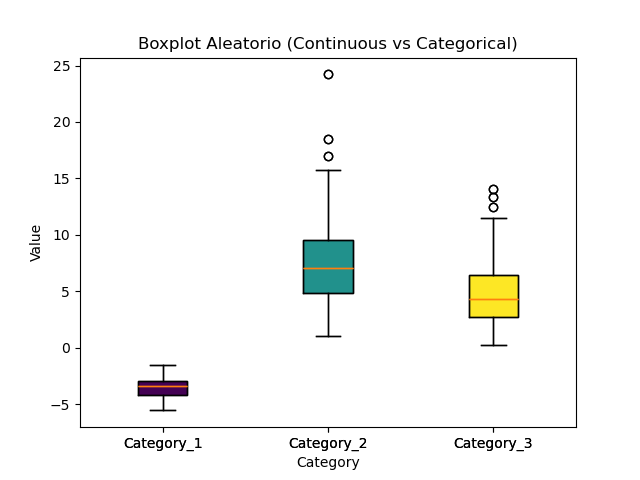 Boxplot Aleatorio (Continuous vs Categorical)
Value
25
20
15
10
5
0
−5
Category_1
Category_2
Category_3
Category